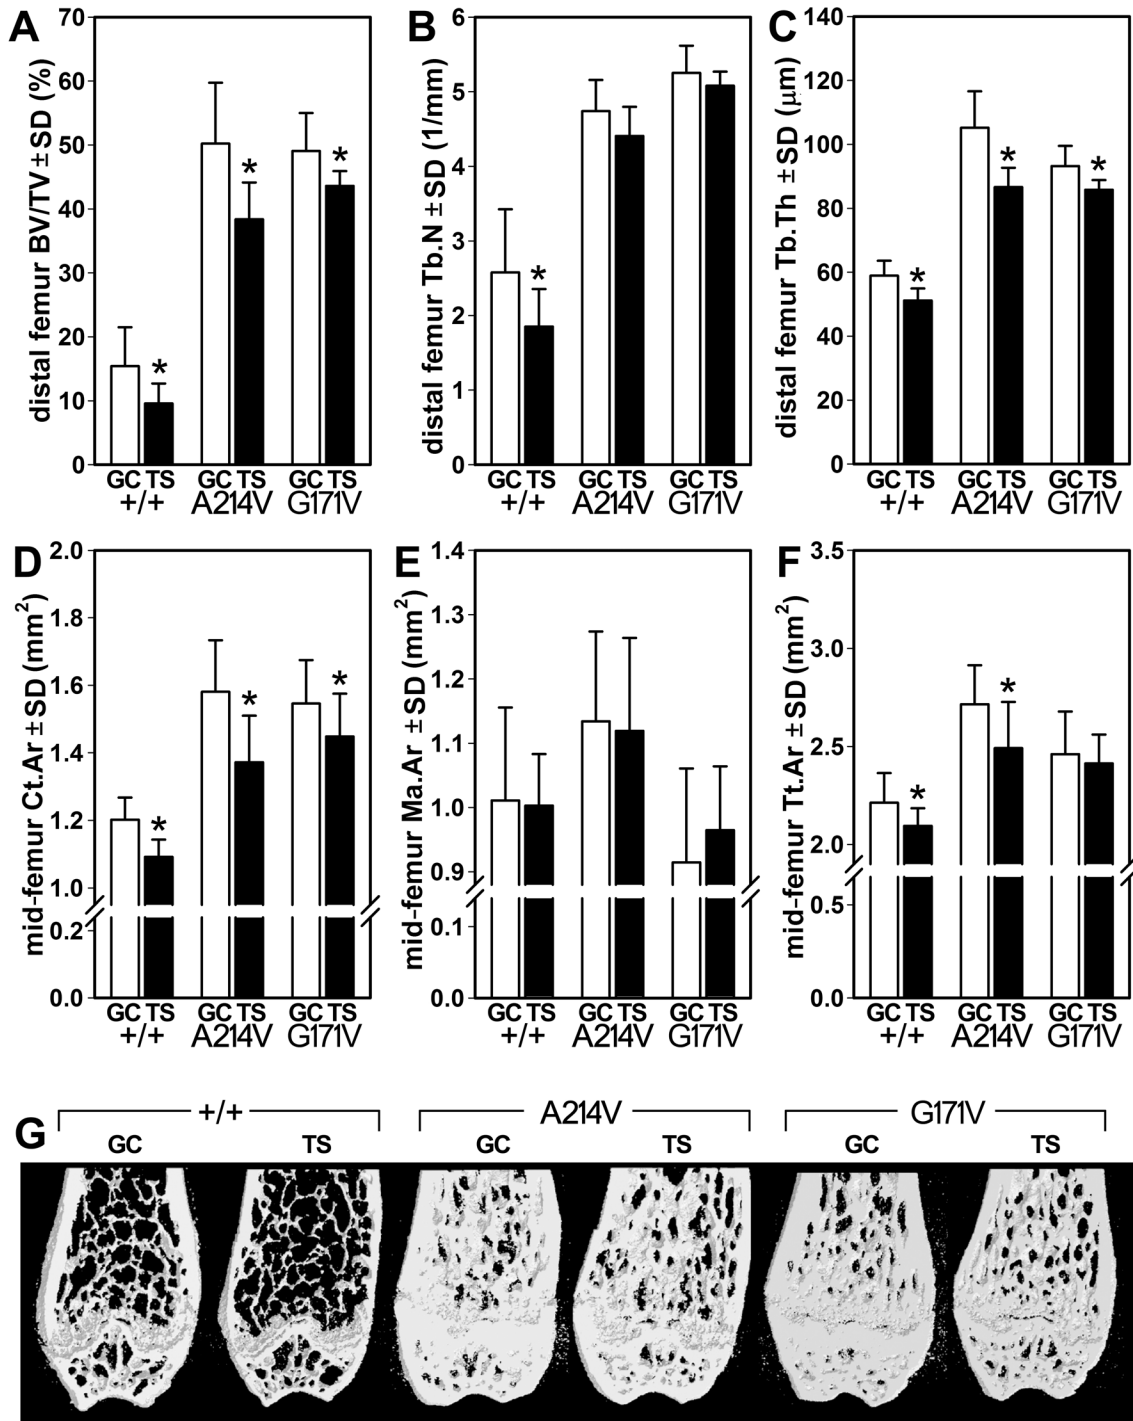 A
distal femur BV/TV ± SD (%)
70
60
50
40
30
20
10
0
*
*
*
GC TS GC TS GC TS
+/+ A214V G171V
B
distal femur Tb.N ± SD (1/mm)
6
5
4
3
2
1
0
*
GC TS GC TS GC TS
+/+ A214V G171V
C
distal femur Tb.Th ± SD (μm)
140
120
100
80
60
40
20
0
*
*
*
GC TS GC TS GC TS
+/+ A214V G171V
D
mid-femur Ct.Ar ± SD (mm²)
2.0
1.8
1.6
1.4
1.2
1.0
0.2
0.0
*
*
*
GC TS GC TS GC TS
+/+ A214V G171V
E
mid-femur Ma.Ar ± SD (mm²)
1.4
1.3
1.2
1.1
1.0
0.9
0.1
0.0
GC TS GC TS GC TS
+/+ A214V G171V
F
mid-femur Tt.Ar ± SD (mm²)
3.5
3.0
2.5
2.0
0.5
0.0
*
*
GC TS GC TS GC TS
+/+ A214V G171V
G
+/+ A214V G171V
GC TS GC TS GC TS